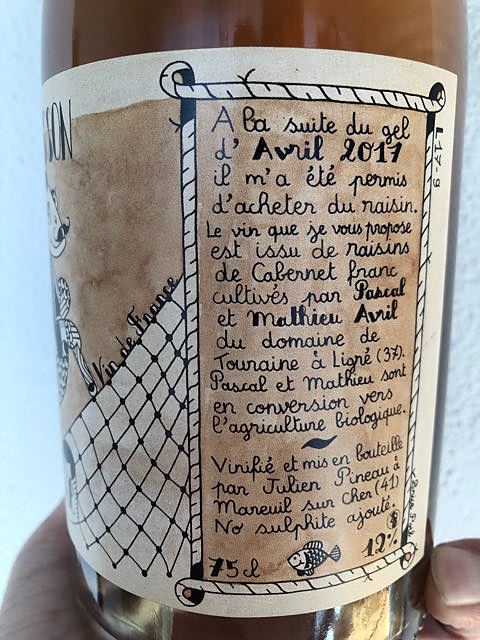 SSON
Vin de France
A la suite du gel
d'Avril 2017
il m'a été permis
d'acheter du raisin.
Le vin que je vous propose
est issu de raisins
de Cabernet franc
cultivés par Pascal
et Mathieu Avril
du domaine de
Touraine à Ligré (37).
Pascal et Mathieu sont
en conversion vers
l'agriculture biologique.
Vinifié et mis en bouteille
par Julien Pineau à
Mareuil sur Cher (41)
No sulphite ajouté.
75 cl
12%
L17-9